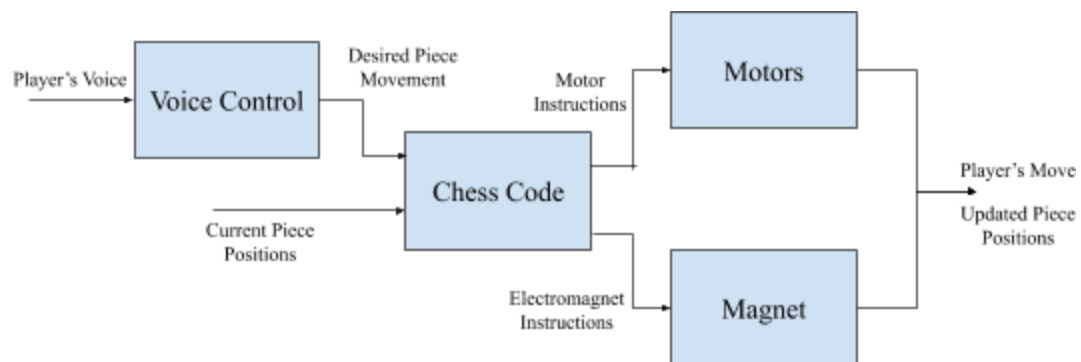 Player's Voice
Voice Control
Desired Piece
Movement
Current Piece
Positions
Chess Code
Motor
Instructions
Electromagnet
Instructions
Motors
Magnet
Player's Move
Updated Piece
Positions